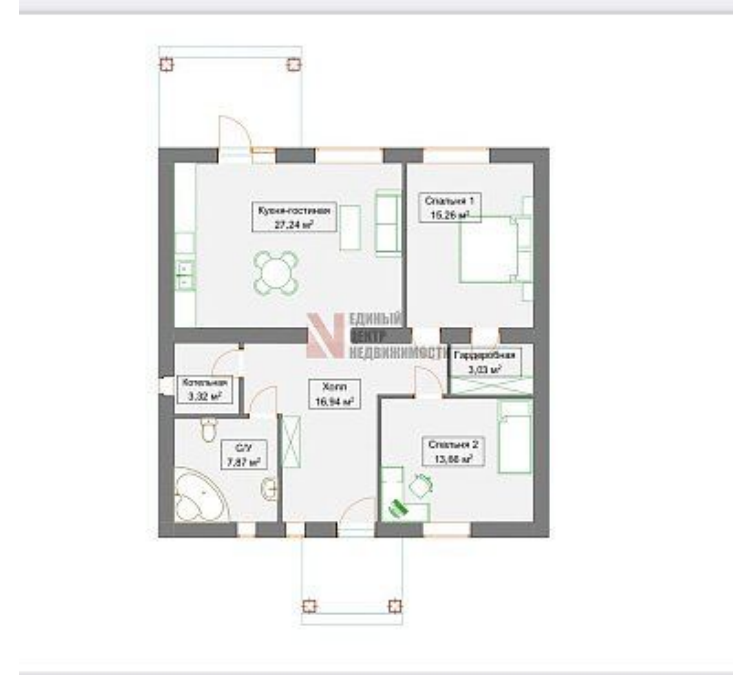 Кухня-гостиная
27,24 м²
Спальня 1
15,26 м²
ЕДИНЫЙ
ЦЕНТР
НЕДВИЖИМОСТИ
Гардеробная
3,03 м²
Котельная
3,32 м²
Холл
16,94 м²
С/У
7,87 м²
Спальня 2
13,66 м²